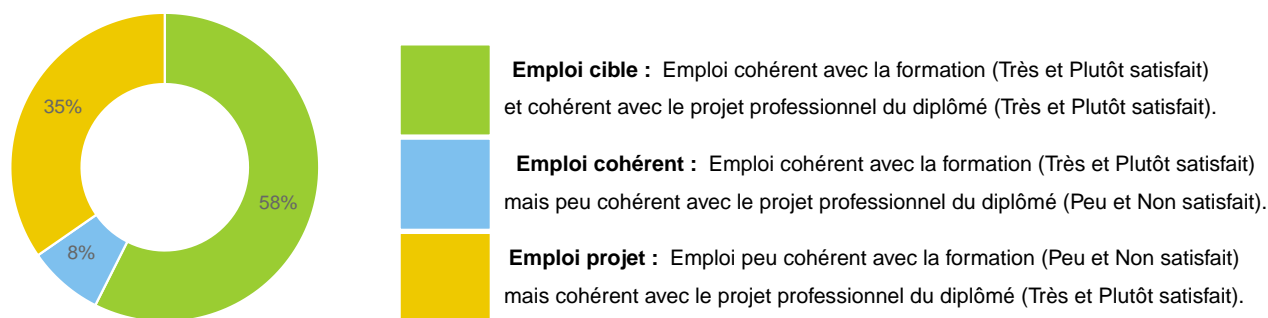 35%
58%
8%
Emploi cible : Emploi cohérent avec la formation (Très et Plutôt satisfait)
et cohérent avec le projet professionnel du diplômé (Très et Plutôt satisfait).
Emploi cohérent : Emploi cohérent avec la formation (Très et Plutôt satisfait)
mais peu cohérent avec le projet professionnel du diplômé (Peu et Non satisfait).
Emploi projet : Emploi peu cohérent avec la formation (Peu et Non satisfait)
mais cohérent avec le projet professionnel du diplômé (Très et Plutôt satisfait).